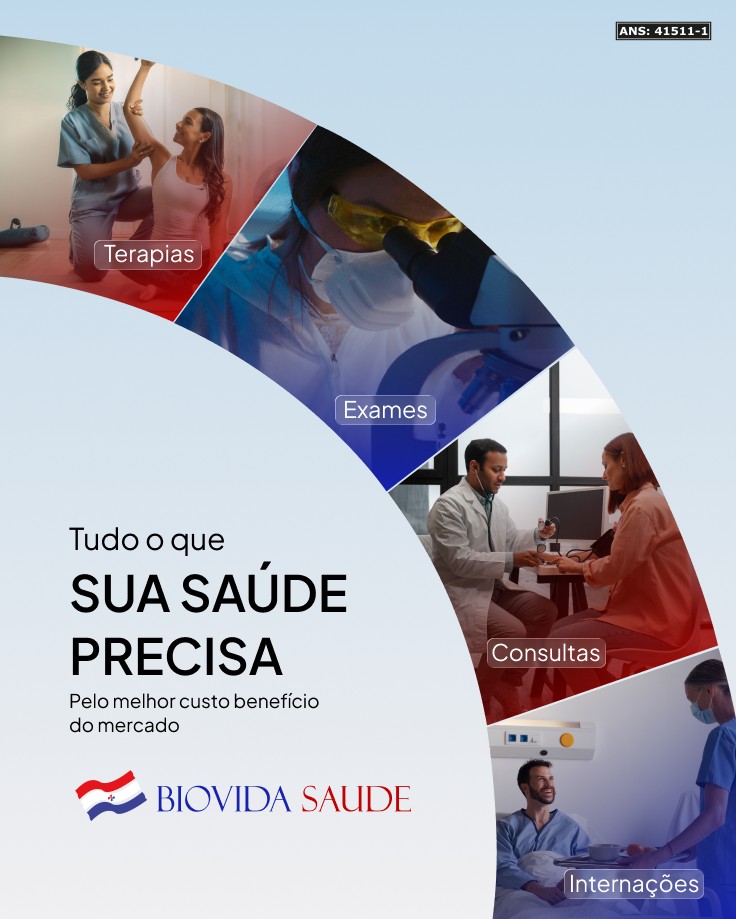 ANS: 41511-1
Terapias
Exames
Consultas
Internações
Tudo o que
SUA SAÚDE
PRECISA
Pelo melhor custo benefício
do mercado
BIOVIDA SAUDE